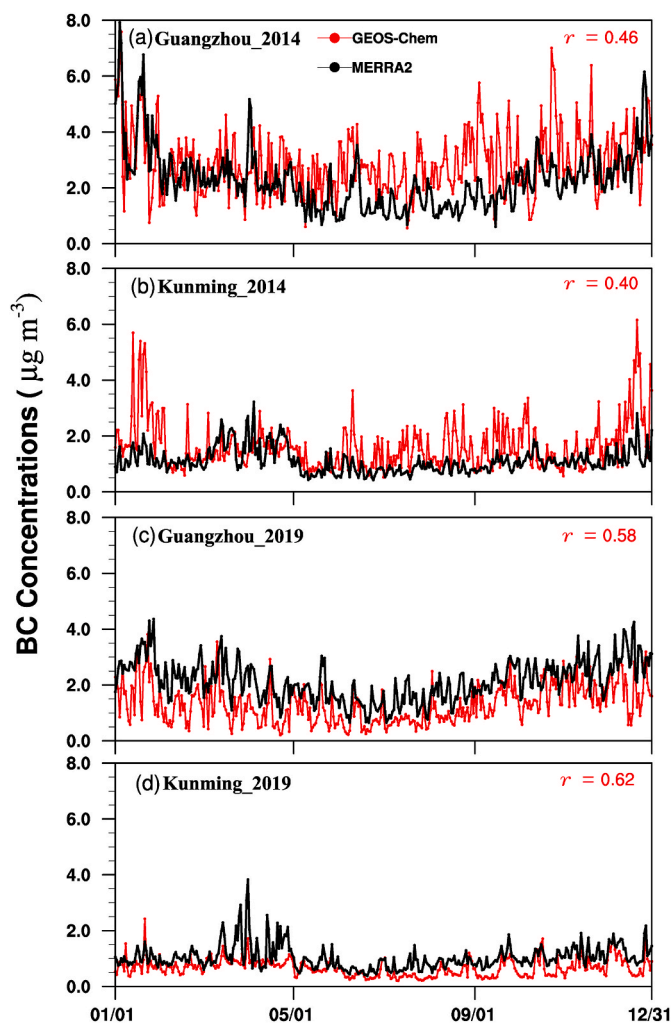 (a) Guangzhou_2014
GEOS-Chem
MERRA2
r = 0.46
8.0
6.0
4.0
2.0
0.0
(b) Kunming_2014
r = 0.40
8.0
6.0
4.0
2.0
0.0
BC Concentrations ( μg m-3)
(c) Guangzhou_2019
r = 0.58
8.0
6.0
4.0
2.0
0.0
(d) Kunming_2019
r = 0.62
8.0
6.0
4.0
2.0
0.0
01/01 05/01 09/01 12/31